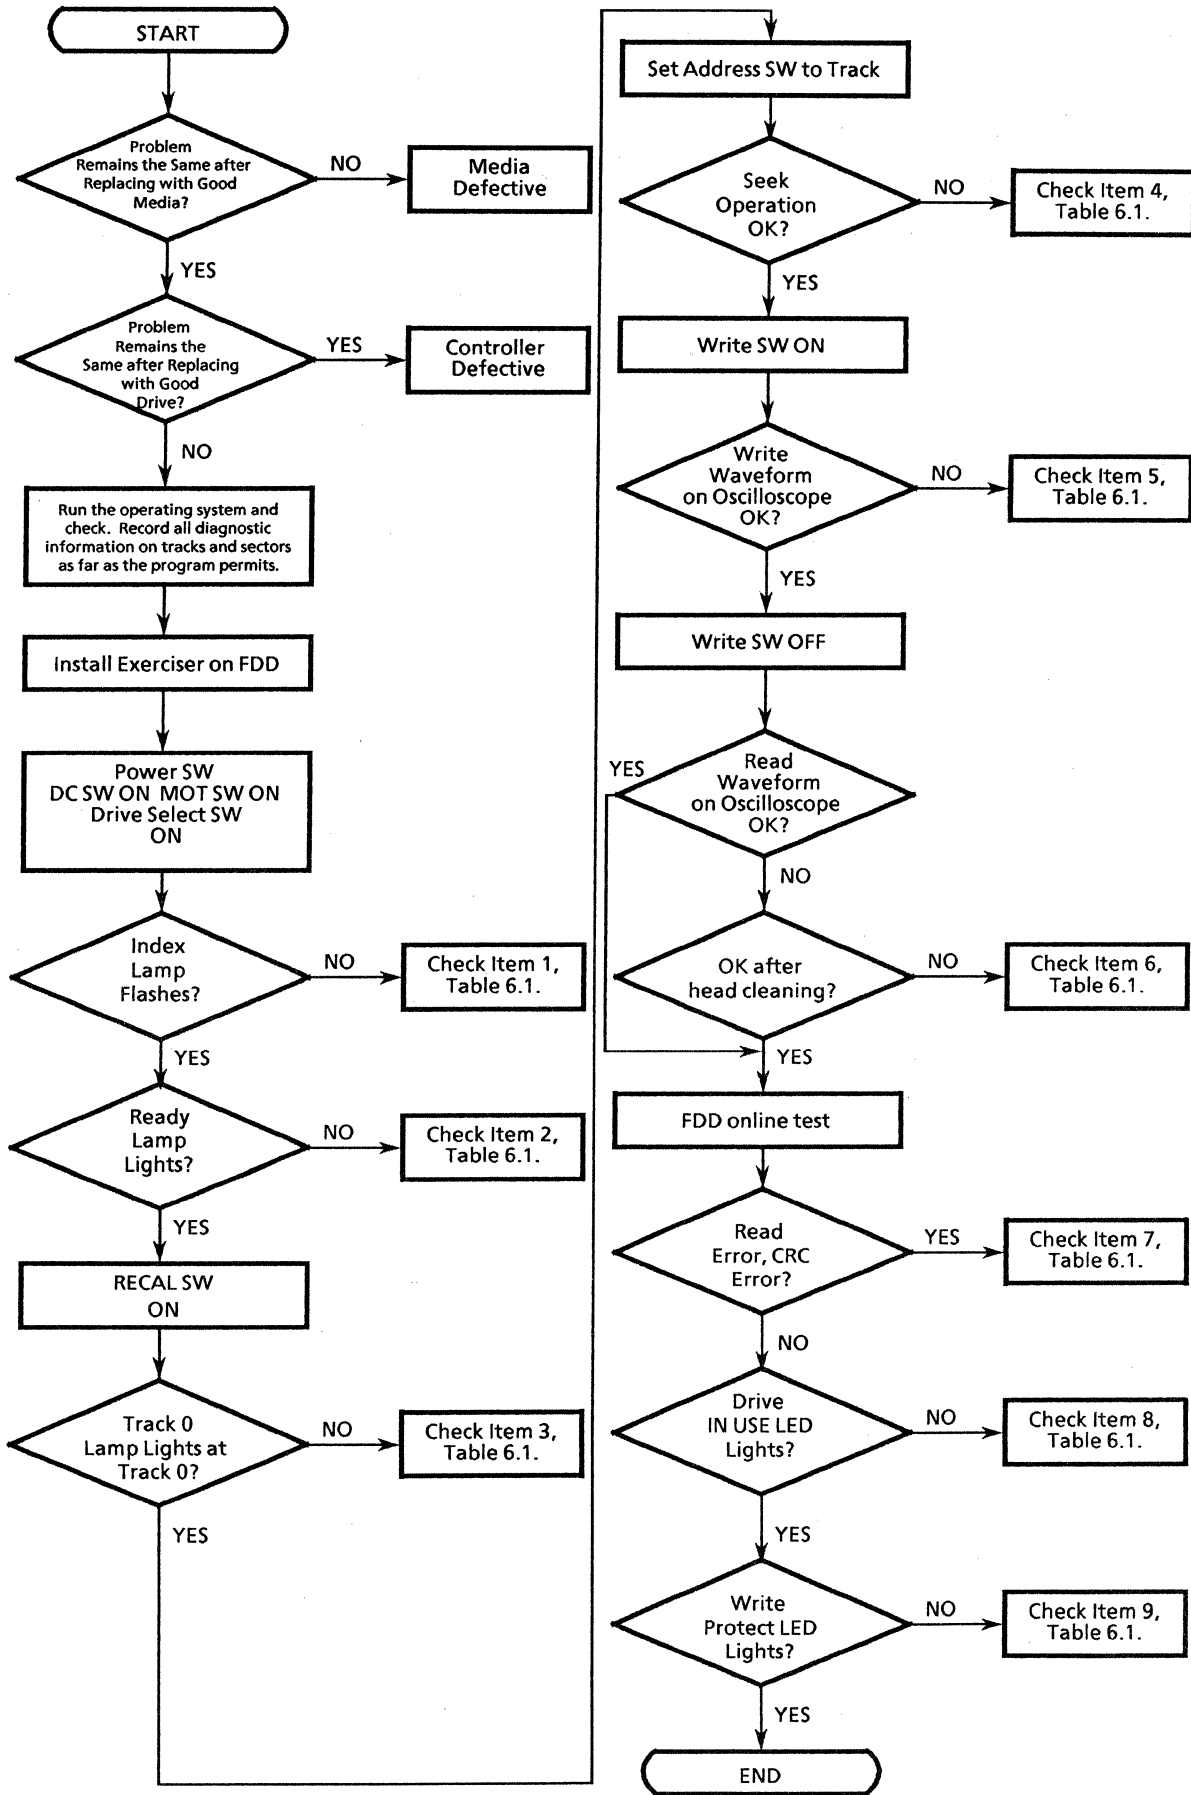 START
Problem
Remains the Same after
Replacing with Good
Media?
NO
Media
Defective
YES
Problem
Remains the
Same after Replacing
with Good
Drive?
YES
Controller
Defective
NO
Run the operating system and
check. Record all diagnostic
information on tracks and sectors
as far as the program permits.
Install Exerciser on FDD
Power SW
DC SW ON MOT SW ON
Drive Select SW
ON
Index
Lamp
Flashes?
NO
Check Item 1,
Table 6.1.
YES
Ready
Lamp
Lights?
NO
Check Item 2,
Table 6.1.
YES
RECAL SW
ON
Track 0
Lamp Lights at
Track 0?
NO
Check Item 3,
Table 6.1.
YES
Set Address SW to Track
Seek
Operation
OK?
NO
Check Item 4,
Table 6.1.
YES
Write SW ON
Write
Waveform
on Oscilloscope
OK?
NO
Check Item 5,
Table 6.1.
YES
Write SW OFF
YES
Read
Waveform
on Oscilloscope
OK?
NO
OK after
head cleaning?
NO
Check Item 6,
Table 6.1.
YES
FDD online test
Read
Error, CRC
Error?
YES
Check Item 7,
Table 6.1.
NO
Drive
IN USE LED
Lights?
NO
Check Item 8,
Table 6.1.
YES
Write
Protect LED
Lights?
NO
Check Item 9,
Table 6.1.
YES
END